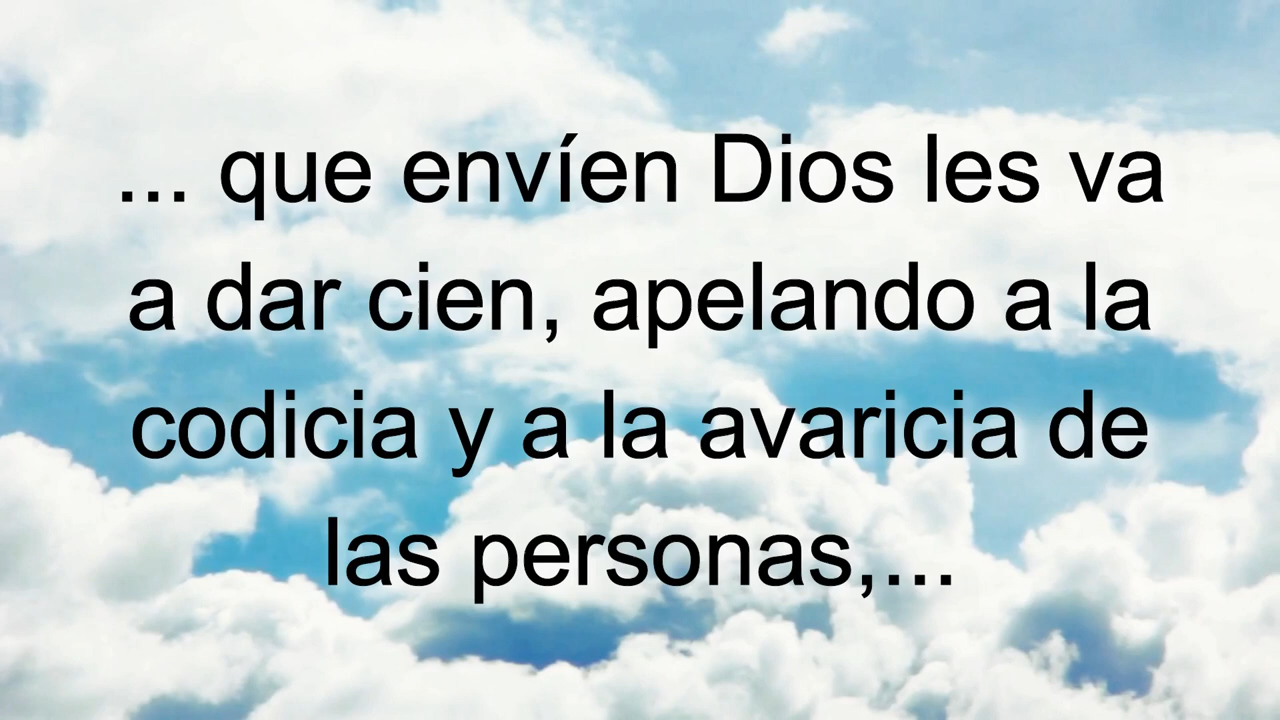 ... que envíen Dios les va
a dar cien, apelando a la
codicia y a la avaricia de
las personas,...